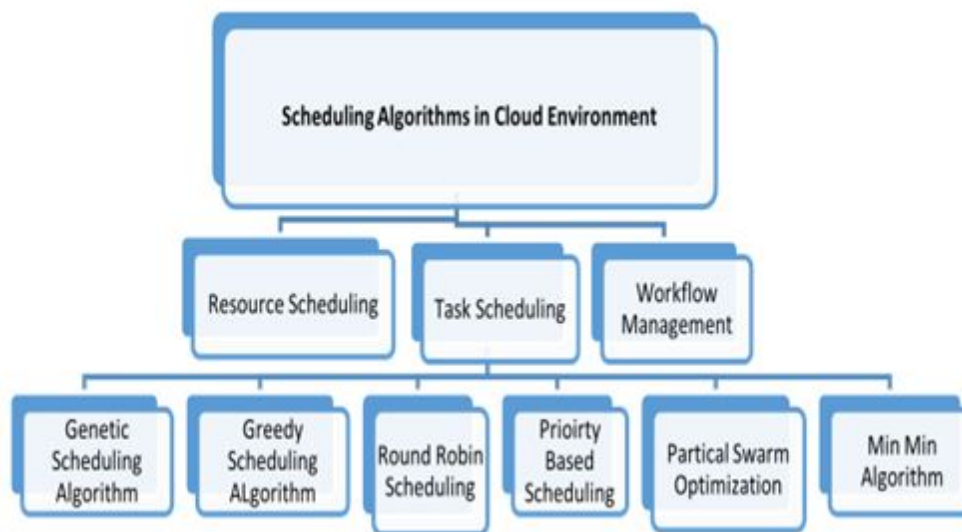 Scheduling Algorithms in Cloud Environment
Resource Scheduling
Task Scheduling
Workflow
Management
Genetic
Scheduling
Algorithm
Greedy
Scheduling
ALgorithm
Round Robin
Scheduling
Prioirty
Based
Scheduling
Partical Swarm
Optimization
Min Min
Algorithm